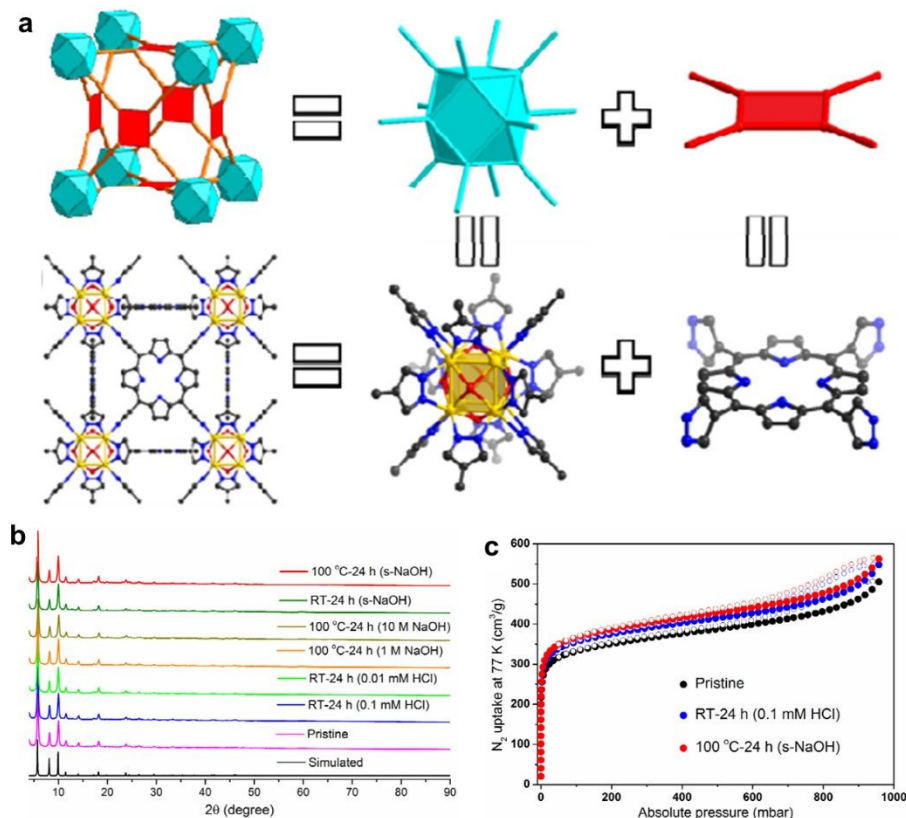 a
b
100 °C-24 h (s-NaOH)
RT-24 h (s-NaOH)
100 °C-24 h (10 M NaOH)
100 °C-24 h (1 M NaOH)
RT-24 h (0.01 mM HCl)
RT-24 h (0.1 mM HCl)
Pristine
Simulated
10 20 30 40 50 60 70 80 90
2θ (degree)
c
600
500
400
300
200
100
0
N2 uptake at 77 K (cm³/g)
Pristine
RT-24 h (0.1 mM HCl)
100 °C-24 h (s-NaOH)
0 200 400 600 800 1000
Absolute pressure (mbar)